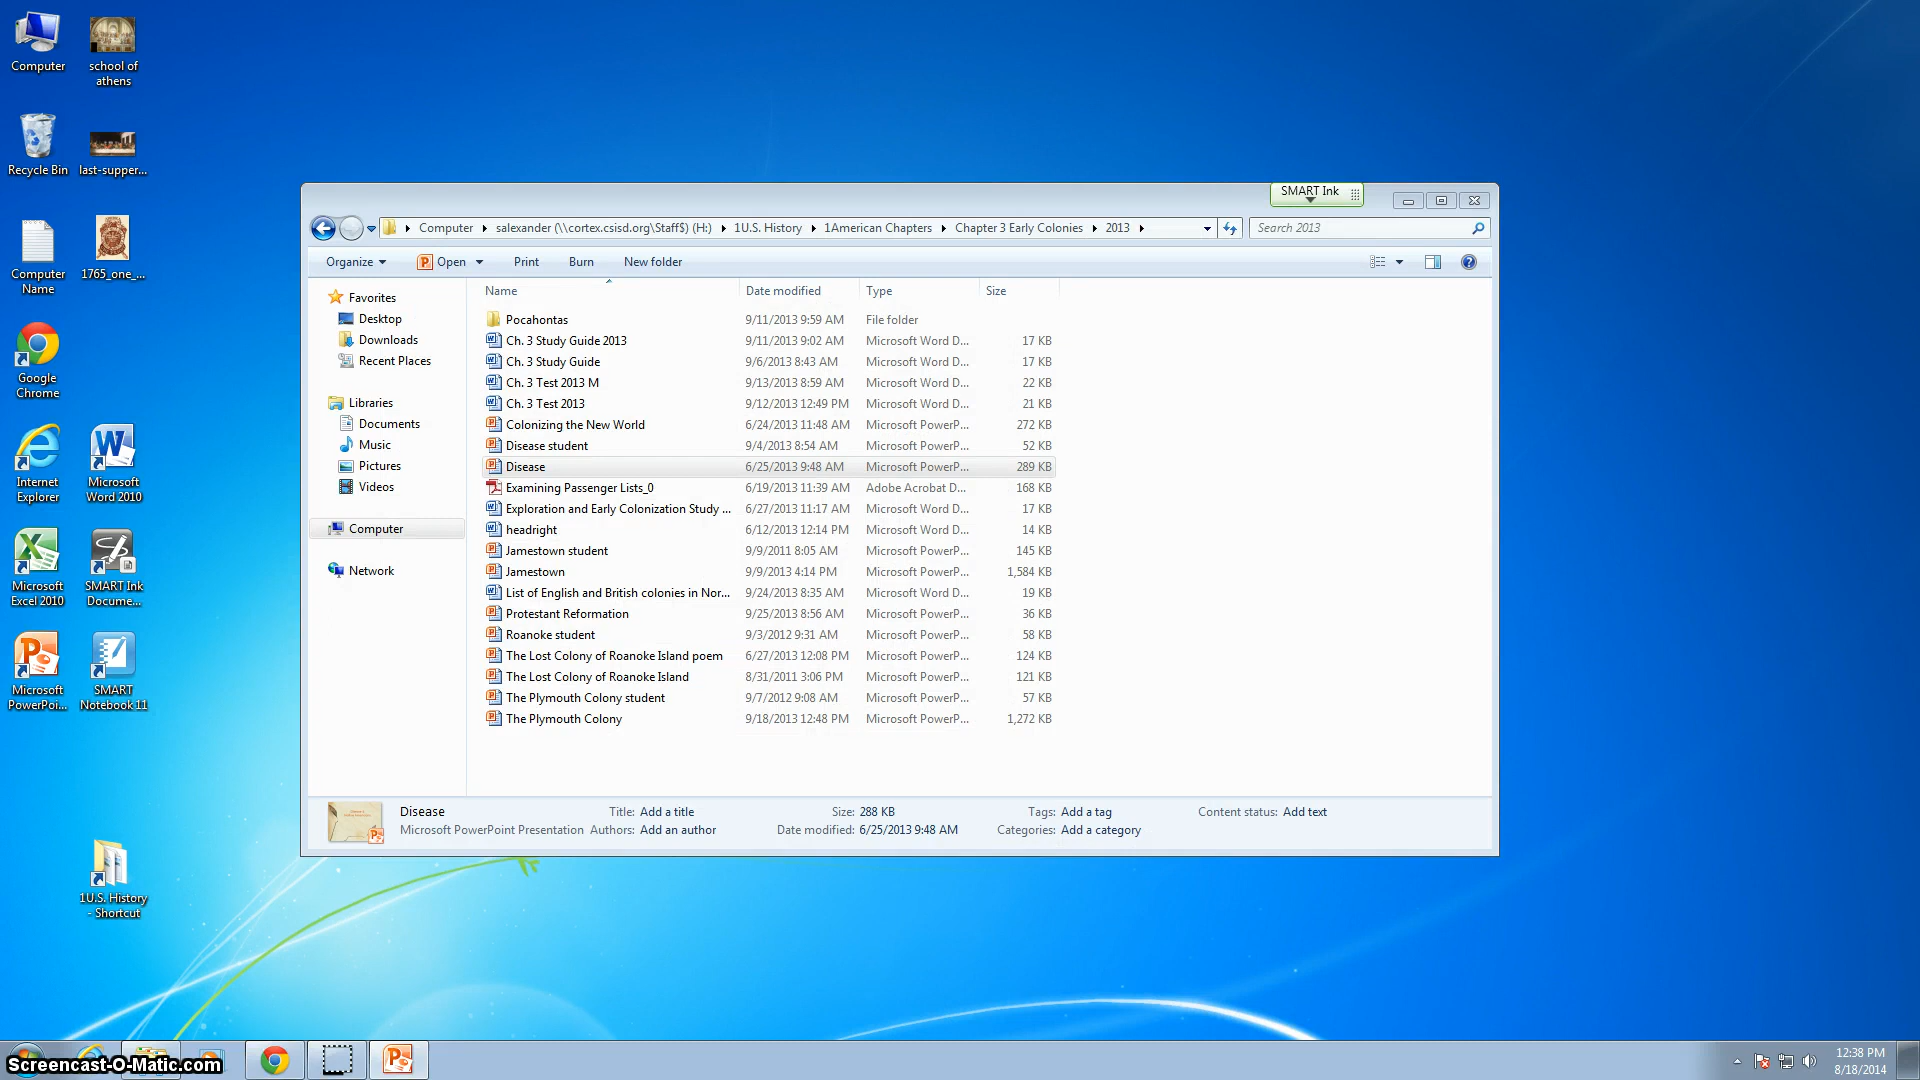 Computer
school of
athens
Recycle Bin
last-supper...
Computer
Name
1765_one_...
Google
Chrome
Internet
Explorer
Microsoft
Word 2010
Microsoft
Excel 2010
SMART Ink
Docume...
Microsoft
PowerPoi...
SMART
Notebook 11
1U.S. History
- Shortcut
SMART Ink
Computer salexander (\\cortex.csisd.org\Staff$) (H:) 1U.S. History 1American Chapters Chapter 3 Early Colonies 2013
Search 2013
Organize Open Print Burn New folder
Favorites
Desktop
Downloads
Recent Places
Libraries
Documents
Music
Pictures
Videos
Computer
Network
Name Date modified Type Size
Pocahontas 9/11/2013 9:59 AM File folder
Ch. 3 Study Guide 2013 9/11/2013 9:02 AM Microsoft Word D... 17 KB
Ch. 3 Study Guide 9/6/2013 8:43 AM Microsoft Word D... 17 KB
Ch. 3 Test 2013 M 9/13/2013 8:59 AM Microsoft Word D... 22 KB
Ch. 3 Test 2013 9/12/2013 12:49 PM Microsoft Word D... 21 KB
Colonizing the New World 6/24/2013 11:48 AM Microsoft PowerP... 272 KB
Disease student 9/4/2013 8:54 AM Microsoft PowerP... 52 KB
Disease 6/25/2013 9:48 AM Microsoft PowerP... 289 KB
Examining Passenger Lists_0 6/19/2013 11:39 AM Adobe Acrobat D... 168 KB
Exploration and Early Colonization Study ... 6/27/2013 11:17 AM Microsoft Word D... 17 KB
headright 6/12/2013 12:14 PM Microsoft Word D... 14 KB
Jamestown student 9/9/2011 8:05 AM Microsoft PowerP... 145 KB
Jamestown 9/9/2013 4:14 PM Microsoft PowerP... 1,584 KB
List of English and British colonies in Nor... 9/24/2013 8:35 AM Microsoft Word D... 19 KB
Protestant Reformation 9/25/2013 8:56 AM Microsoft PowerP... 36 KB
Roanoke student 9/3/2012 9:31 AM Microsoft PowerP... 58 KB
The Lost Colony of Roanoke Island poem 6/27/2013 12:08 PM Microsoft PowerP... 124 KB
The Lost Colony of Roanoke Island 8/31/2011 3:06 PM Microsoft PowerP... 121 KB
The Plymouth Colony student 9/7/2012 9:08 AM Microsoft PowerP... 57 KB
The Plymouth Colony 9/18/2013 12:48 PM Microsoft PowerP... 1,272 KB
Disease Title: Add a title Size: 288 KB Tags: Add a tag Content status: Add text
Microsoft PowerPoint Presentation Authors: Add an author Date modified: 6/25/2013 9:48 AM Categories: Add a category
Screencast-O-Matic.com
12:38 PM
8/18/2014